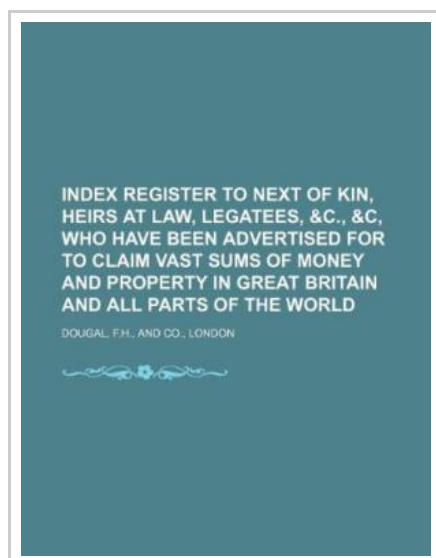 INDEX REGISTER TO NEXT OF KIN,
HEIRS AT LAW, LEGATEES, &C., &C,
WHO HAVE BEEN ADVERTISED FOR
TO CLAIM VAST SUMS OF MONEY
AND PROPERTY IN GREAT BRITAIN
AND ALL PARTS OF THE WORLD
DOUGAL, F.H., AND CO., LONDON